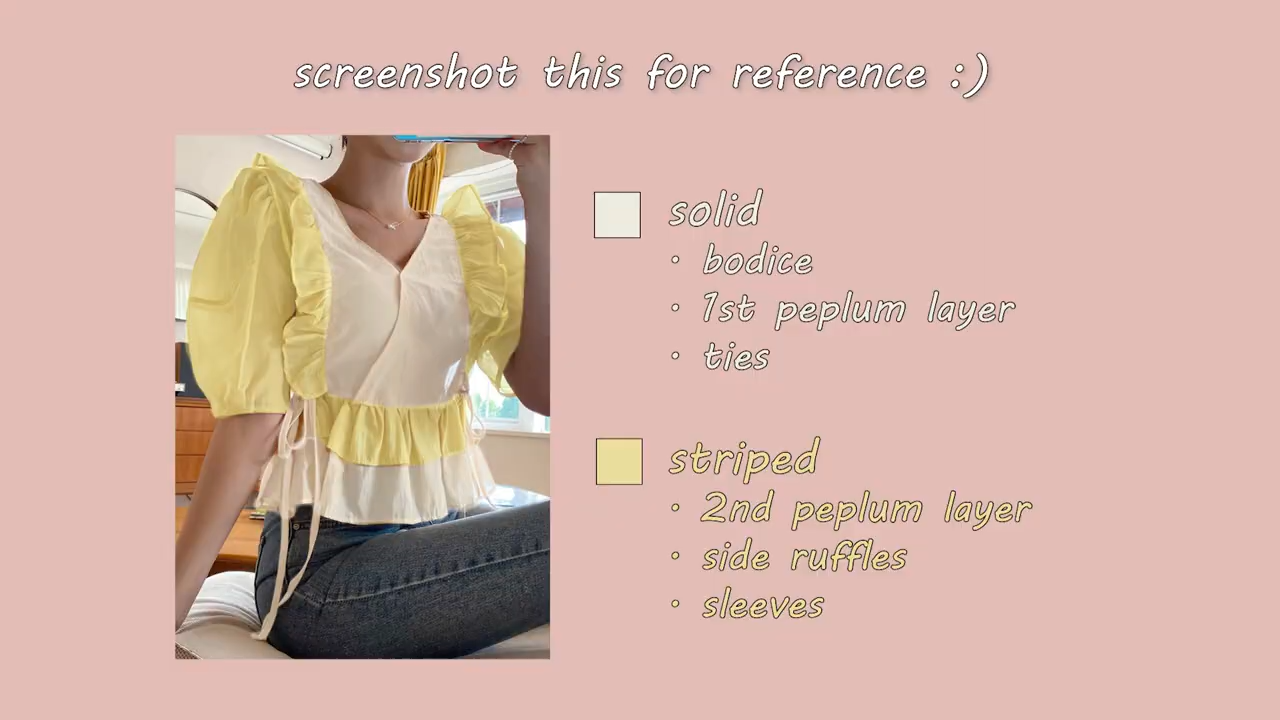 screenshot this for reference :)
solid
· bodice
· 1st peplum layer
· ties
striped
· 2nd peplum layer
· side ruffles
· sleeves